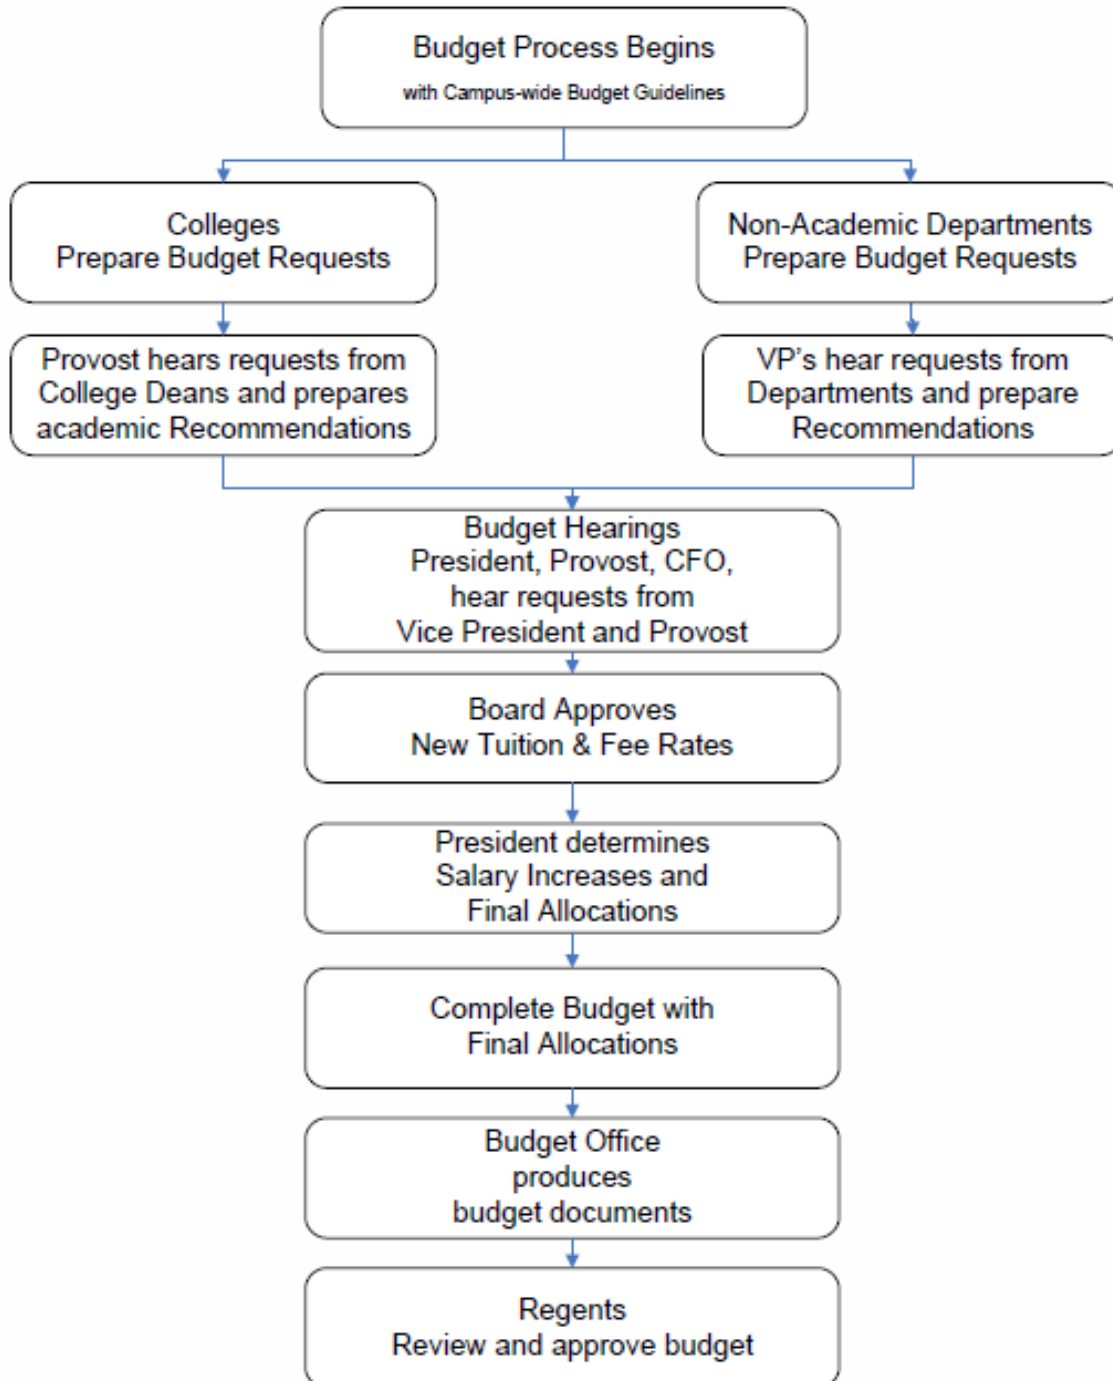 Budget Process Begins
with Campus-wide Budget Guidelines
Colleges
Prepare Budget Requests
Non-Academic Departments
Prepare Budget Requests
Provost hears requests from
College Deans and prepares
academic Recommendations
VP's hear requests from
Departments and prepare
Recommendations
Budget Hearings
President, Provost, CFO,
hear requests from
Vice President and Provost
Board Approves
New Tuition & Fee Rates
President determines
Salary Increases and
Final Allocations
Complete Budget with
Final Allocations
Budget Office
produces
budget documents
Regents
Review and approve budget